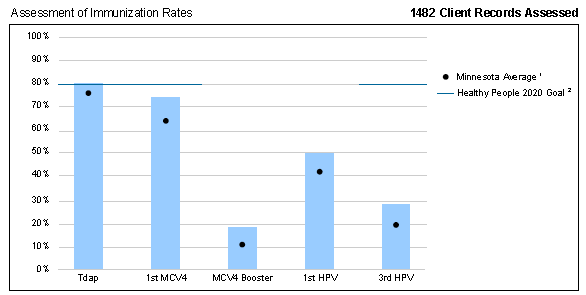 Assessment of Immunization Rates
1482 Client Records Assessed
100%
90%
80%
70%
60%
50%
40%
30%
20%
10%
0%
Tdap
1st MCV4
MCV4 Booster
1st HPV
3rd HPV
Minnesota Average ¹
Healthy People 2020 Goal ²